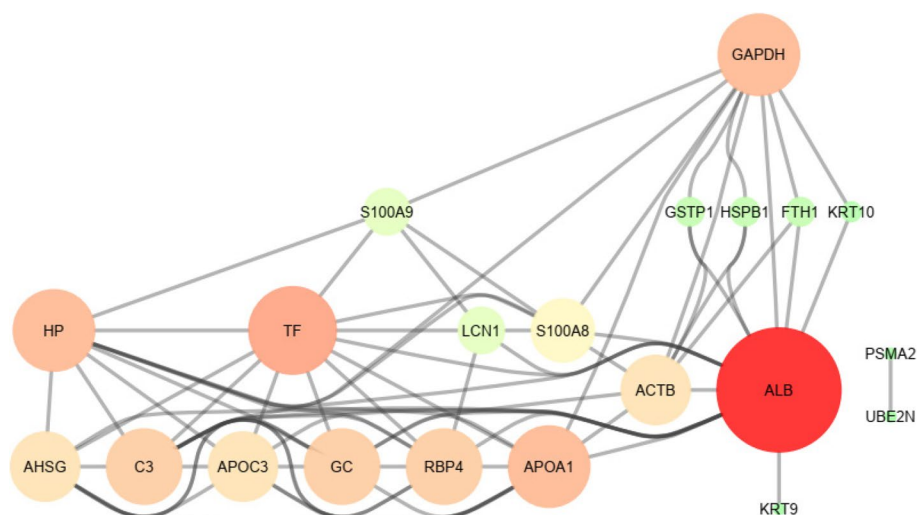 GAPDH
S100A9
GSTP1
HSPB1
FTH1
KRT10
HP
TF
LCN1
S100A8
PSMA2
ACTB
ALB
UBE2N
AHSG
C3
APOC3
GC
RBP4
APOA1
KRT9